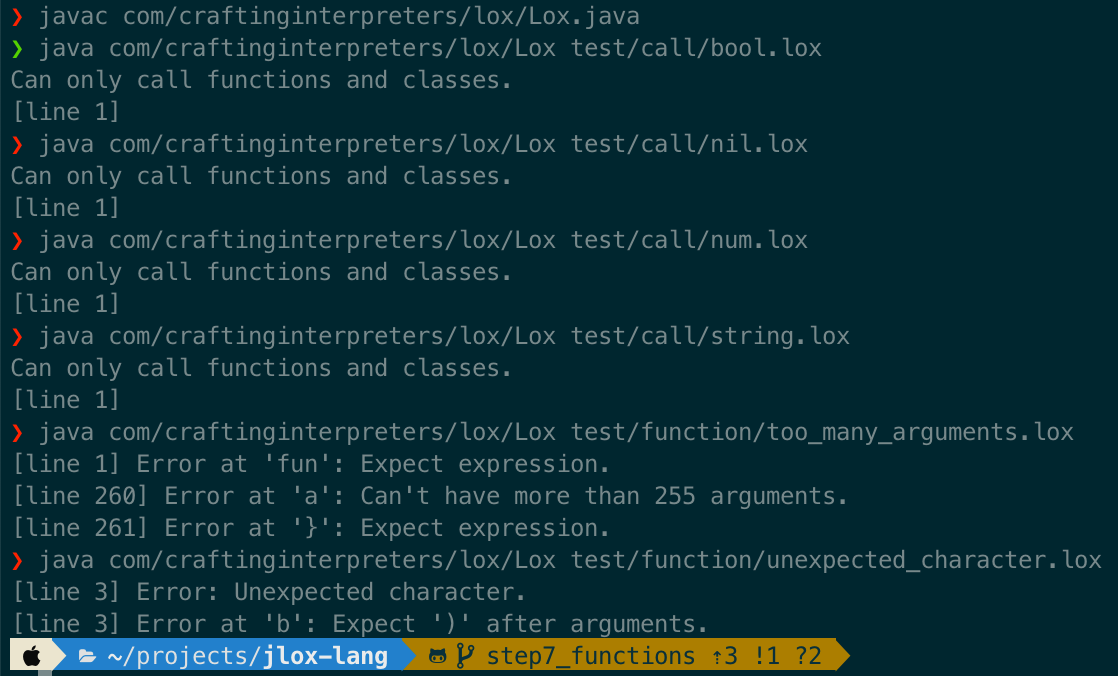 ❯ javac com/craftinginterpreters/lox/Lox.java
❯ java com/craftinginterpreters/lox/Lox test/call/bool.lox
Can only call functions and classes.
[line 1]
❯ java com/craftinginterpreters/lox/Lox test/call/nil.lox
Can only call functions and classes.
[line 1]
❯ java com/craftinginterpreters/lox/Lox test/call/num.lox
Can only call functions and classes.
[line 1]
❯ java com/craftinginterpreters/lox/Lox test/call/string.lox
Can only call functions and classes.
[line 1]
❯ java com/craftinginterpreters/lox/Lox test/function/too_many_arguments.lox
[line 1] Error at 'fun': Expect expression.
[line 260] Error at 'a': Can't have more than 255 arguments.
[line 261] Error at '}': Expect expression.
❯ java com/craftinginterpreters/lox/Lox test/function/unexpected_character.lox
[line 3] Error: Unexpected character.
[line 3] Error at 'b': Expect ')' after arguments.
~/projects/jlox-lang step7_functions ⇡3 !1 ?2